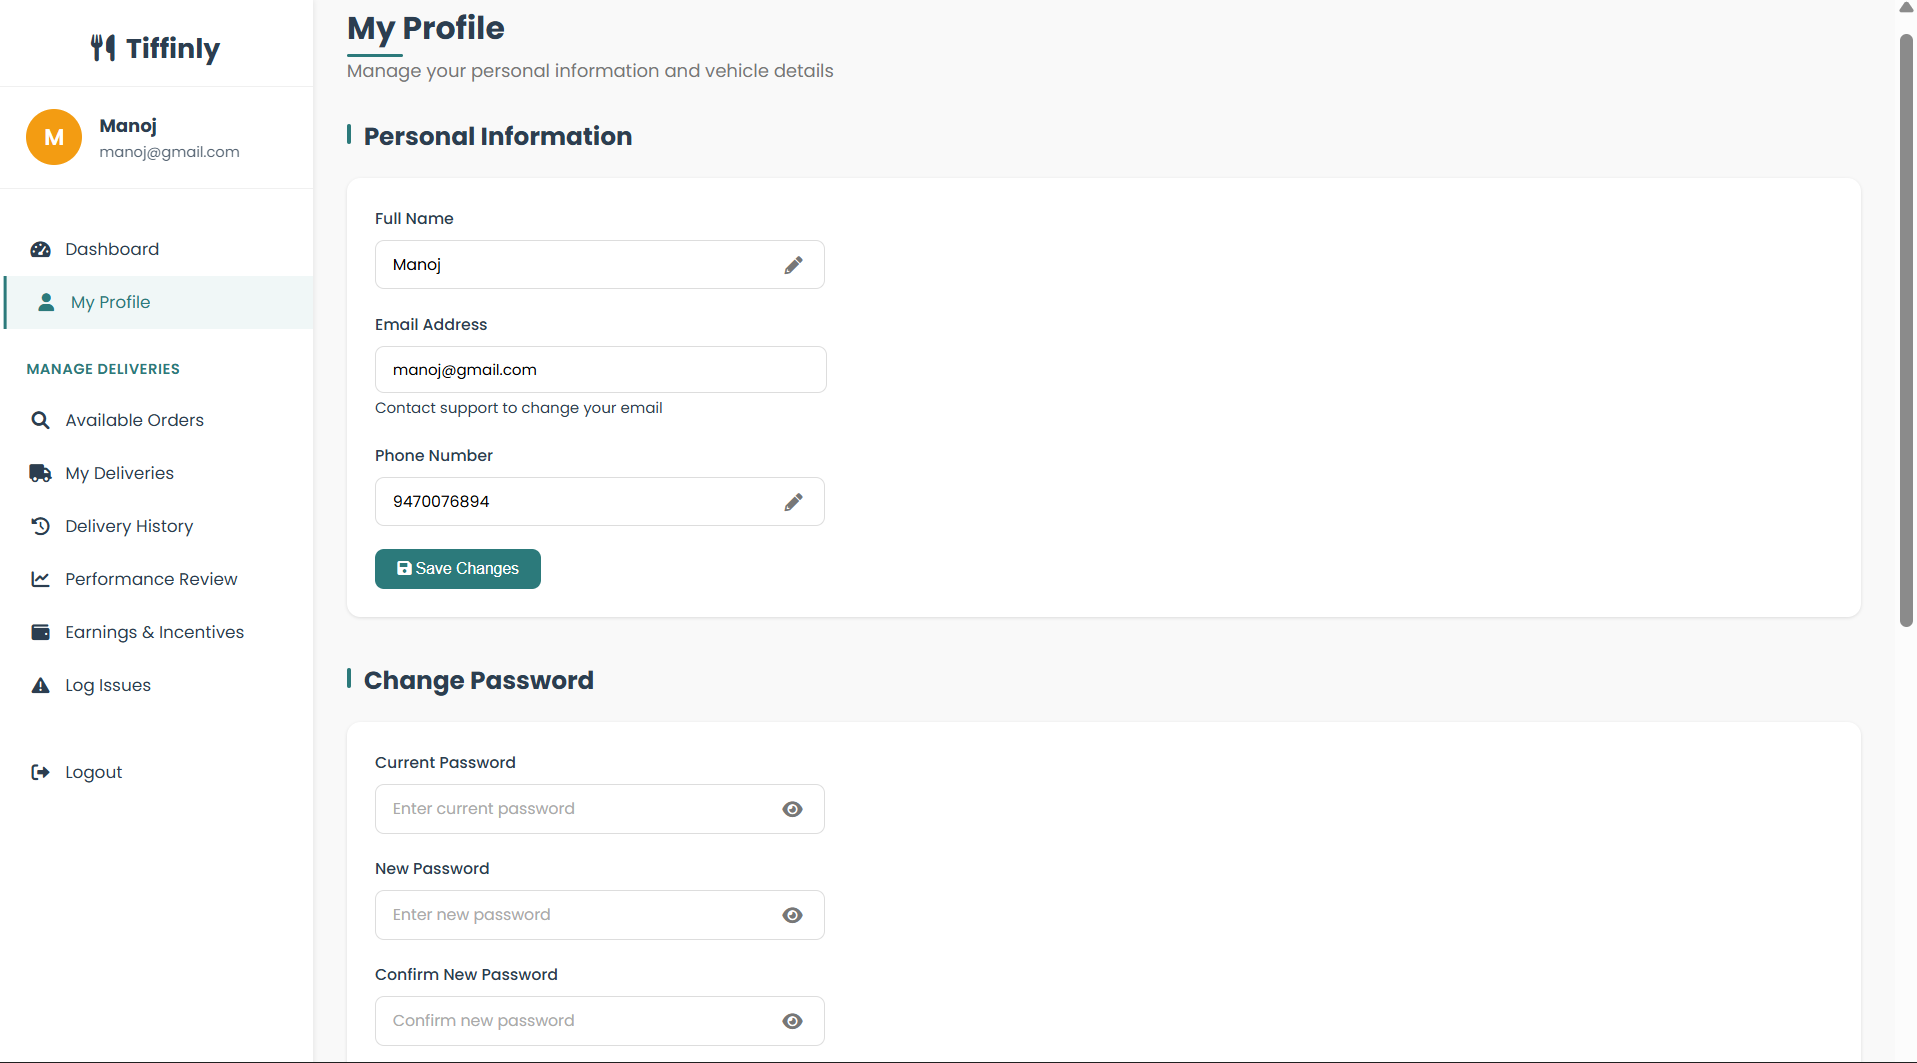 Tiffinly
M
Manoj
manoj@gmail.com
Dashboard
My Profile
MANAGE DELIVERIES
Available Orders
My Deliveries
Delivery History
Performance Review
Earnings & Incentives
Log Issues
Logout
My Profile
Manage your personal information and vehicle details
Personal Information
Full Name
Manoj
Email Address
manoj@gmail.com
Contact support to change your email
Phone Number
9470076894
Save Changes
Change Password
Current Password
Enter current password
New Password
Enter new password
Confirm New Password
Confirm new password